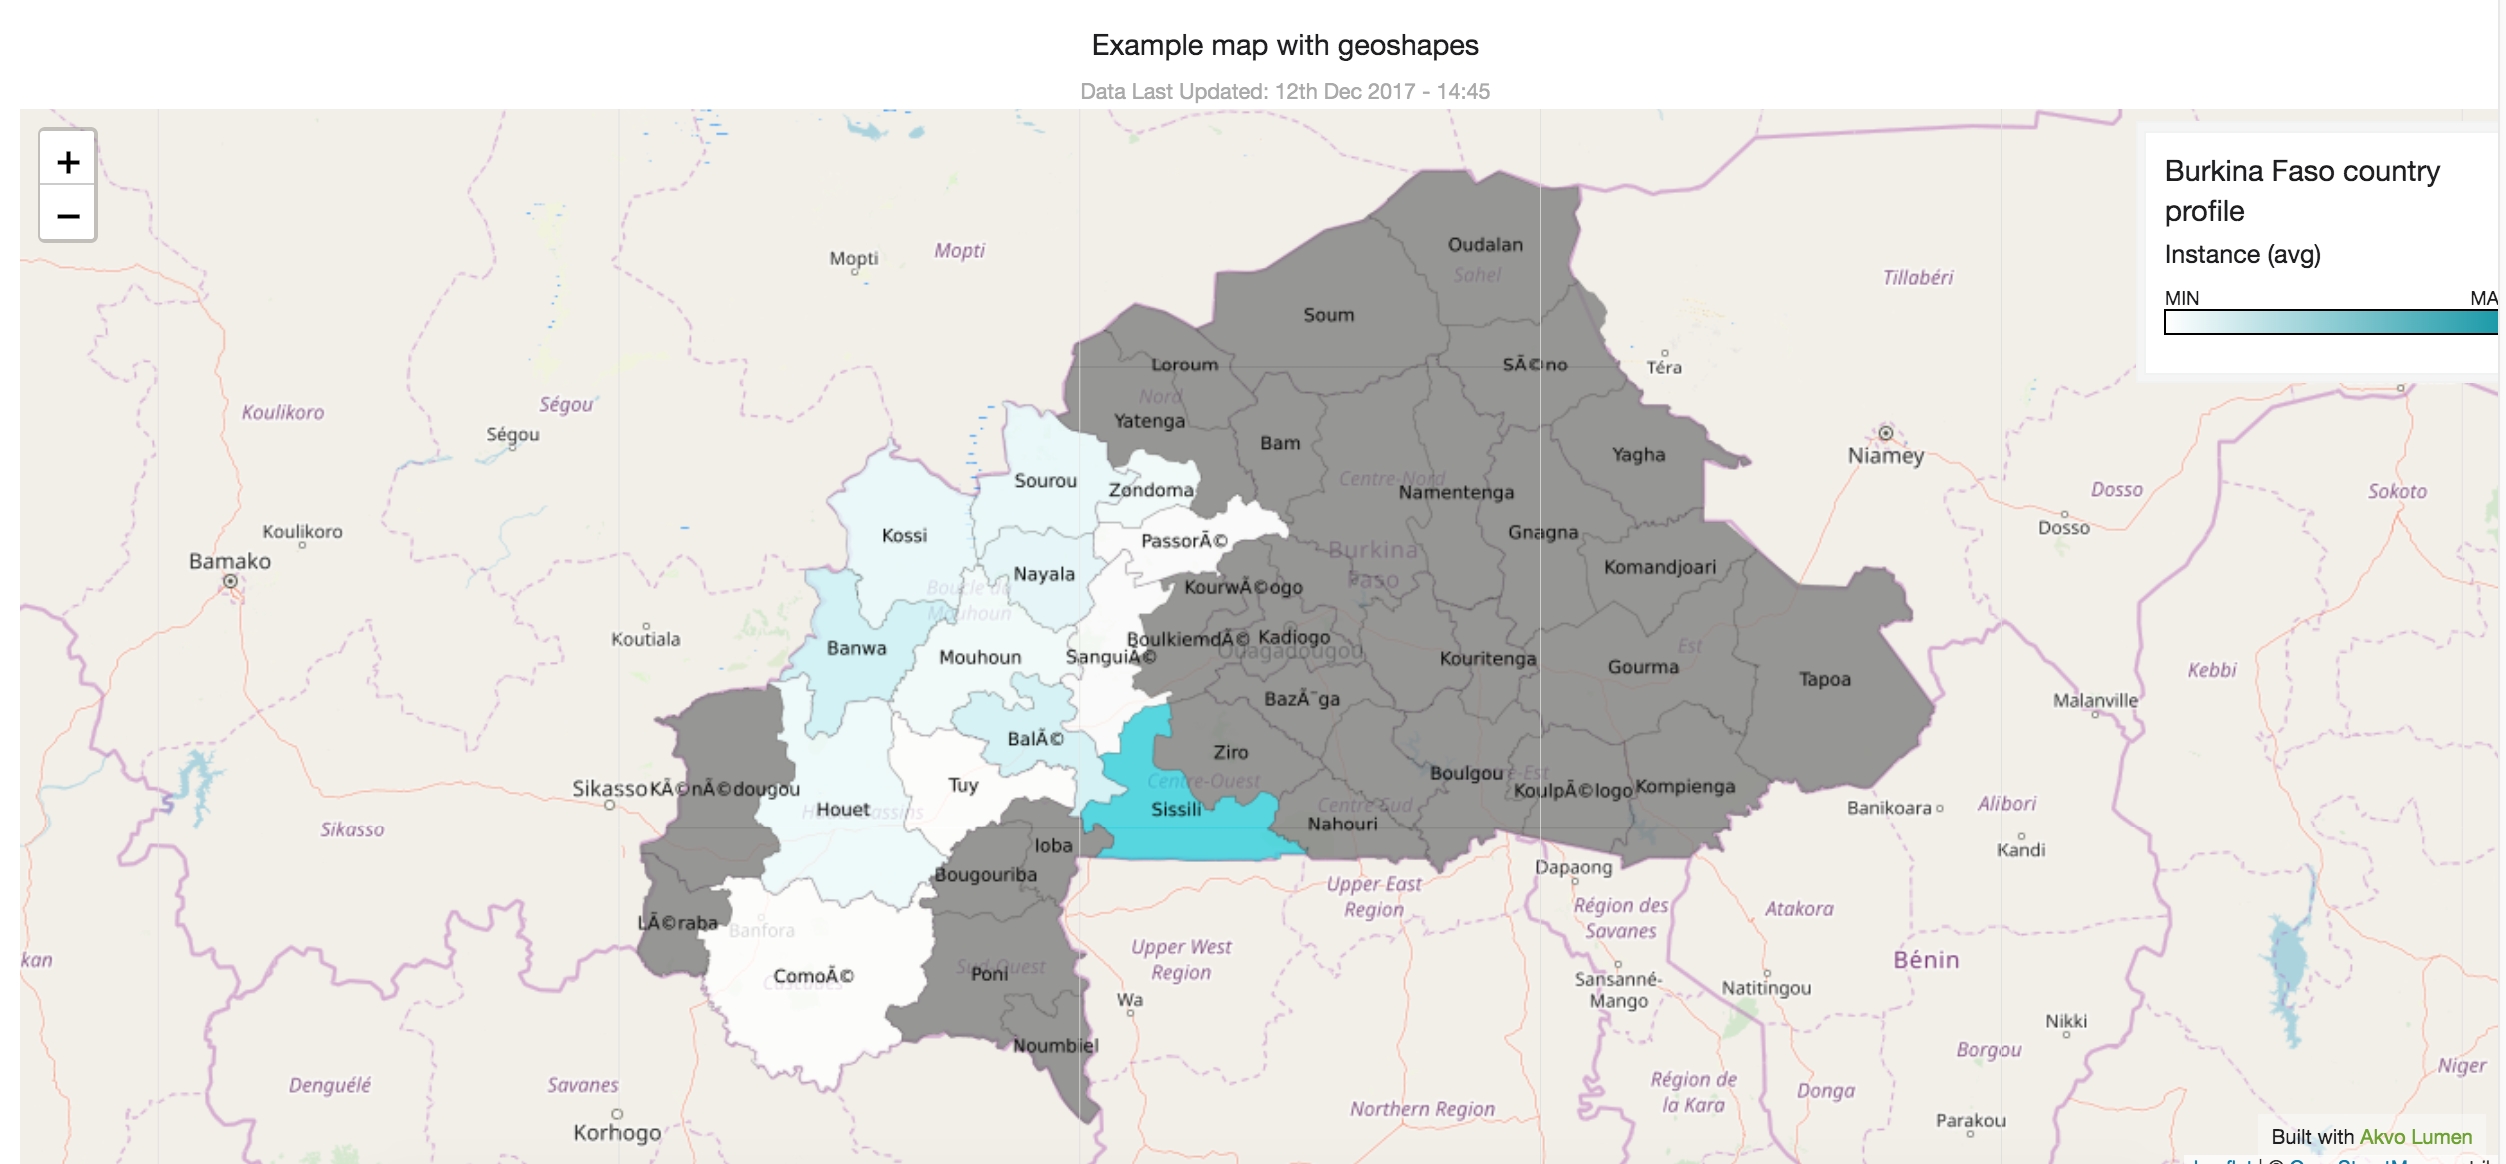 Example map with geoshapes
Data Last Updated: 12th Dec 2017 - 14:45
+
−
Burkina Faso country
profile
Instance (avg)
MIN MA
Mopti
Mopti
Oudalan
Sahel
Tillabéri
Soum
Loroum
SÃ©no
Téra
Koulikoro
Ségou
Nord
Yatenga
Ségou
Bam
Yagha
Niamey
Sourou
Zondoma
Centre-Nord
Namentenga
Dosso
Sokoto
Koulikoro
Kossi
PassorÃ©
Gnagna
Dosso
Bamako
Burkina
Faso
Nayala
Komandjoari
KourwÃ©ogo
Boucle du
Mouhoun
Koutiala
Banwa
Mouhoun
SanguiÃ©
BoulkiemdÃ©
Kadiogo
Ouagadougou
Kouritenga
Est
Gourma
Tapoa
Kebbi
BazÃ¨ga
Malanville
BalÃ©
Ziro
Sikasso
KÃ©nÃ©dougou
Tuy
Centre-Ouest
Boulgou
re-Est
KoulpÃ©logo
Kompienga
Houet
Bassins
Sissili
Centre-Sud
Nahouri
Banikoara
Alibori
Sikasso
Ioba
Kandi
Bougouriba
Dapaong
Upper East
Region
LÃ©raba
Banfora
Région des
Savanes
Atakora
kan
Upper West
Region
Bénin
ComoÃ©
Cascades
Sud-Ouest
Poni
Sansanné-
Mango
Natitingou
Wa
Nikki
Noumbiel
Borgou
Niger
Denguélé
Savanes
Région de
la Kara
Donga
Northern Region
Parakou
Korhogo
Built with Akvo Lumen